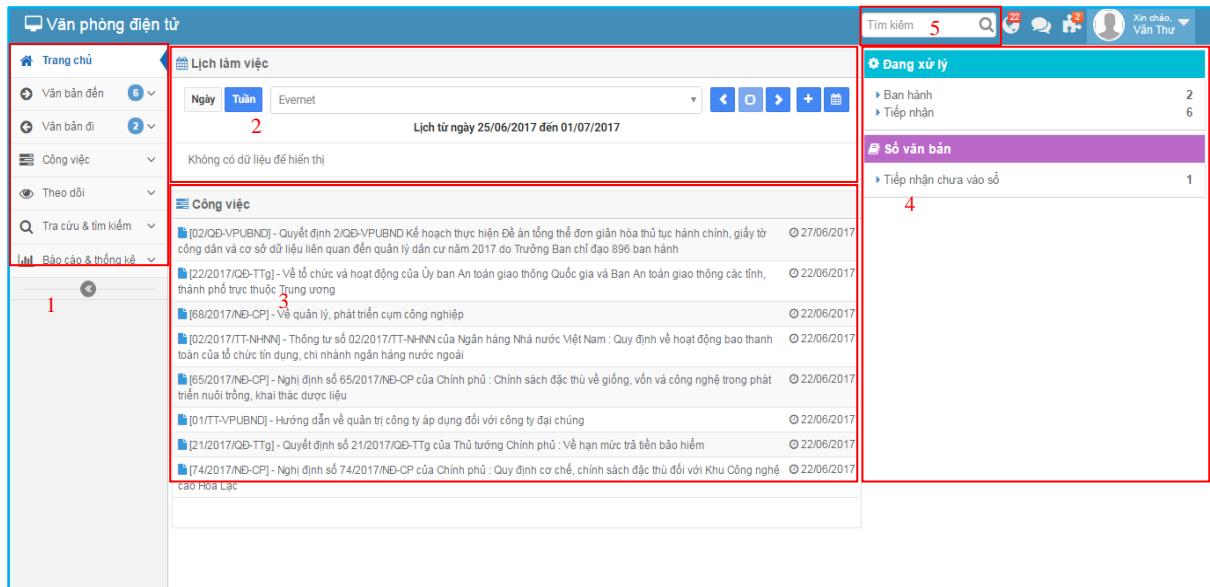 Văn phòng điện tử
Tìm kiếm
5
22
2
Xin chào,
Văn Thư
Trang chủ
Văn bản đến 6
Văn bản đi 2
Công việc
Theo dõi
Tra cứu & tìm kiếm
Báo cáo & thống kê
1
Lịch làm việc
Ngày Tuần Evernet
2
Lịch từ ngày 25/06/2017 đến 01/07/2017
Không có dữ liệu để hiển thị
Công việc
[02/QĐ-VPUBND] - Quyết định 2/QĐ-VPUBND Kế hoạch thực hiện Đề án tổng thể đơn giản hóa thủ tục hành chính, giấy tờ 27/06/2017
công dân và cơ sở dữ liệu liên quan đến quản lý dân cư năm 2017 do Trưởng Ban chỉ đạo 896 ban hành
[22/2017/QĐ-TTg] - Về tổ chức và hoạt động của Ủy ban An toàn giao thông Quốc gia và Ban An toàn giao thông các tỉnh, 22/06/2017
thành phố trực thuộc Trung ương
3
[68/2017/NĐ-CP] - Về quản lý, phát triển cụm công nghiệp 22/06/2017
[02/2017/TT-NHNN] - Thông tư số 02/2017/TT-NHNN của Ngân hàng Nhà nước Việt Nam : Quy định về hoạt động bao thanh 22/06/2017
toán của tổ chức tín dụng, chi nhánh ngân hàng nước ngoài
[65/2017/NĐ-CP] - Nghị định số 65/2017/NĐ-CP của Chính phủ : Chính sách đặc thù về giống, vốn và công nghệ trong phát 22/06/2017
triển nuôi trồng, khai thác dược liệu
[01/TT-VPUBND] - Hướng dẫn về quản trị công ty áp dụng đối với công ty đại chúng 22/06/2017
[21/2017/QĐ-TTg] - Quyết định số 21/2017/QĐ-TTg của Thủ tướng Chính phủ : Về hạn mức trả tiền bảo hiểm 22/06/2017
[74/2017/NĐ-CP] - Nghị định số 74/2017/NĐ-CP của Chính phủ : Quy định cơ chế, chính sách đặc thù đối với Khu Công nghệ 22/06/2017
cao Hòa Lạc
Đang xử lý
Ban hành 2
Tiếp nhận 6
Sổ văn bản
Tiếp nhận chưa vào sổ 1
4